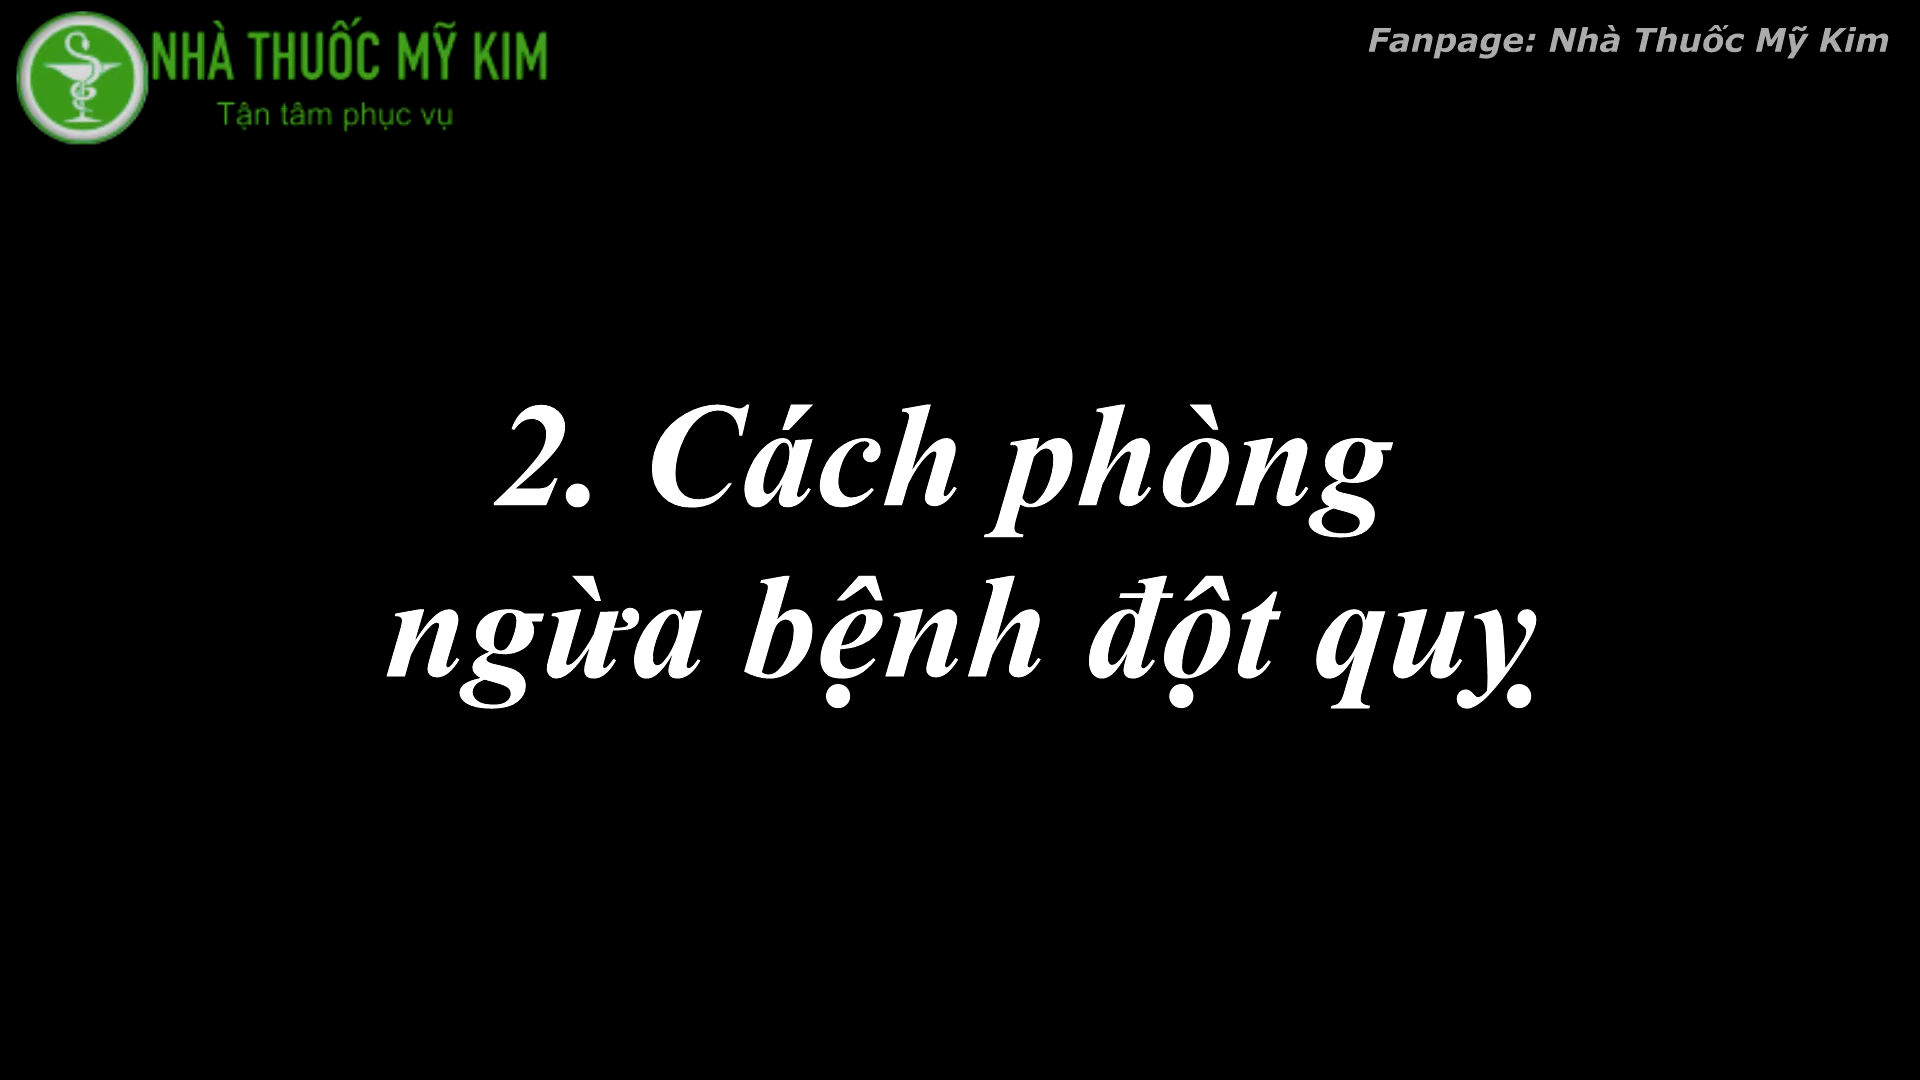 NHÀ THUỐC MỸ KIM
Tận tâm phục vụ
Fanpage: Nhà Thuốc Mỹ Kim
2. Cách phòng
ngừa bệnh đột quỵ